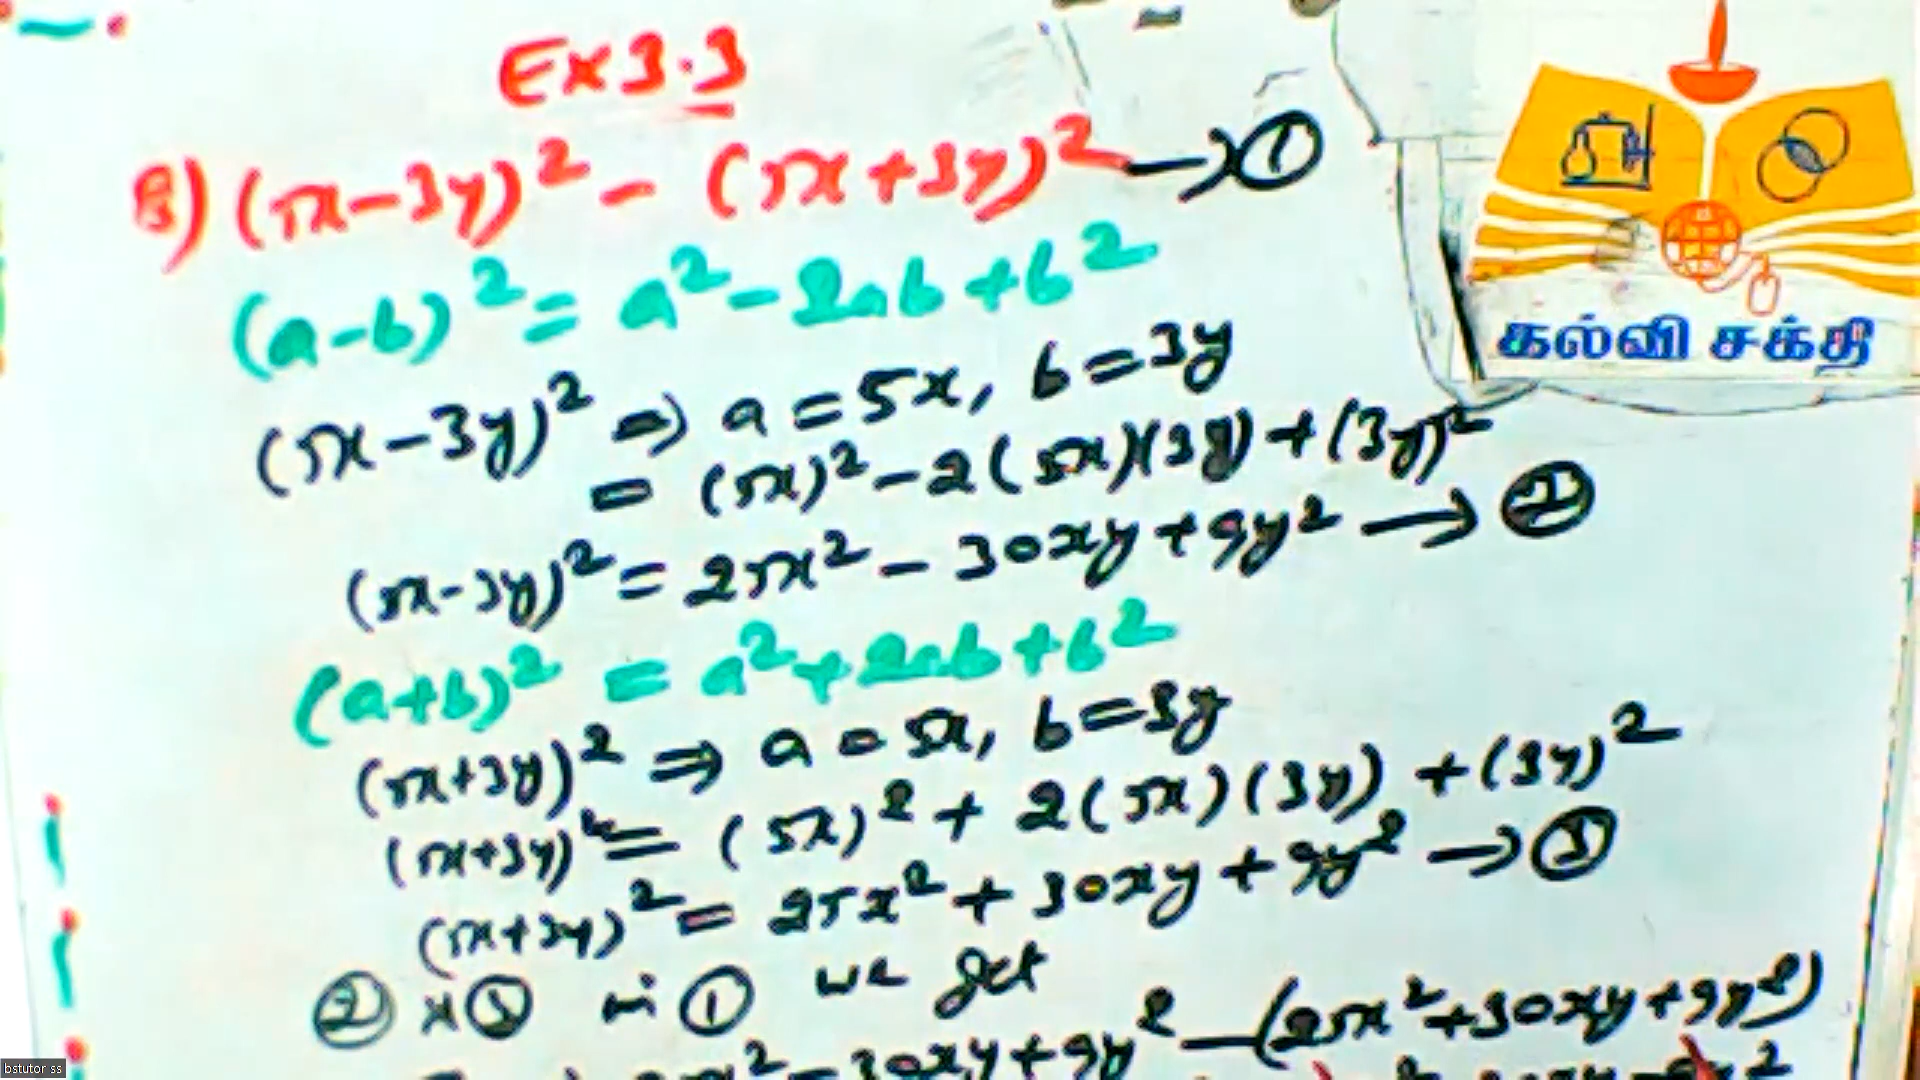 Ex 3.3
8) (5x-3y)² - (5x+3y)² → ①
(a-b)² = a² - 2ab + b²
(5x-3y)² ⇒ a = 5x, b = 3y
= (5x)² - 2(5x)(3y) + (3y)²
(5x-3y)² = 25x² - 30xy + 9y² → ②
(a+b)² = a² + 2ab + b²
(5x+3y)² ⇒ a = 5x, b = 3y
(5x+3y)² = (5x)² + 2(5x)(3y) + (3y)²
(5x+3y)² = 25x² + 30xy + 9y² → ③
② x ③ in ① we get
- 30xy + 9y² - (25x² + 30xy + 9y²)
கல்வி சக்தி
bstutor ss